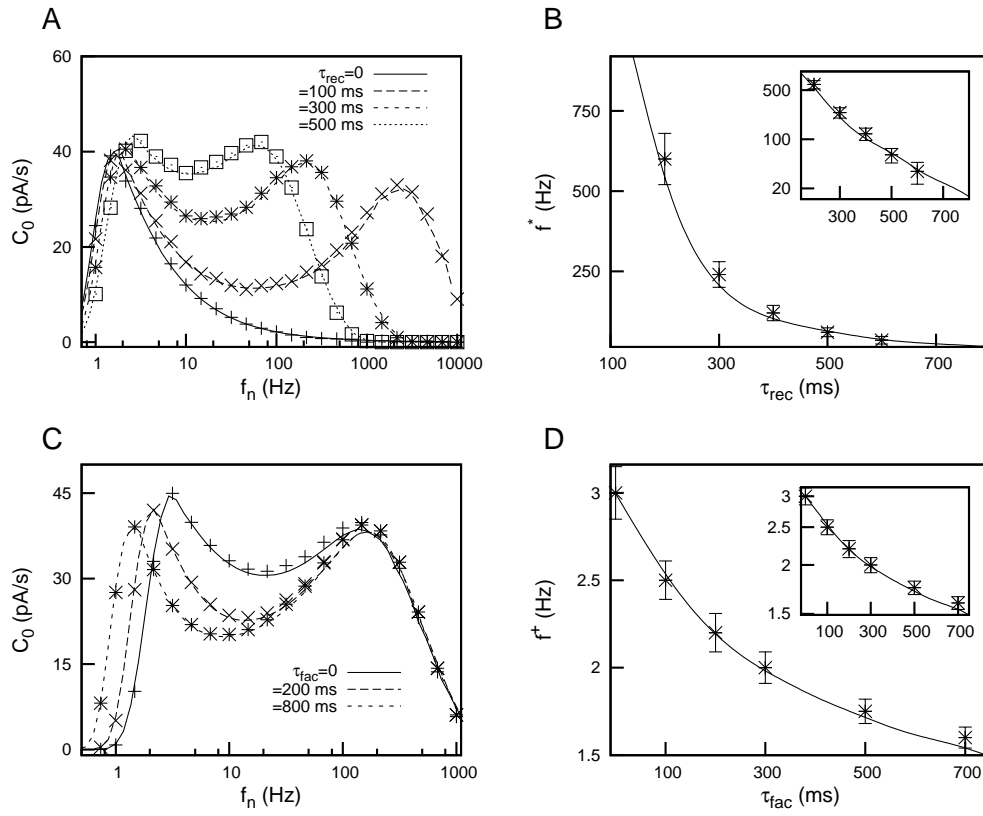 A
60
40
20
0
C0 (pA/s)
τrec=0
=100 ms
=300 ms
=500 ms
1
10
100
1000
10000
fn (Hz)
B
750
500
250
f* (Hz)
100
300
500
700
τrec (ms)
500
100
20
300
500
700
C
45
30
15
0
C0 (pA/s)
τfac=0
=200 ms
=800 ms
1
10
100
1000
fn (Hz)
D
3
2.5
2
1.5
f+ (Hz)
100
300
500
700
τfac (ms)
3
2.5
2
1.5
100
300
500
700